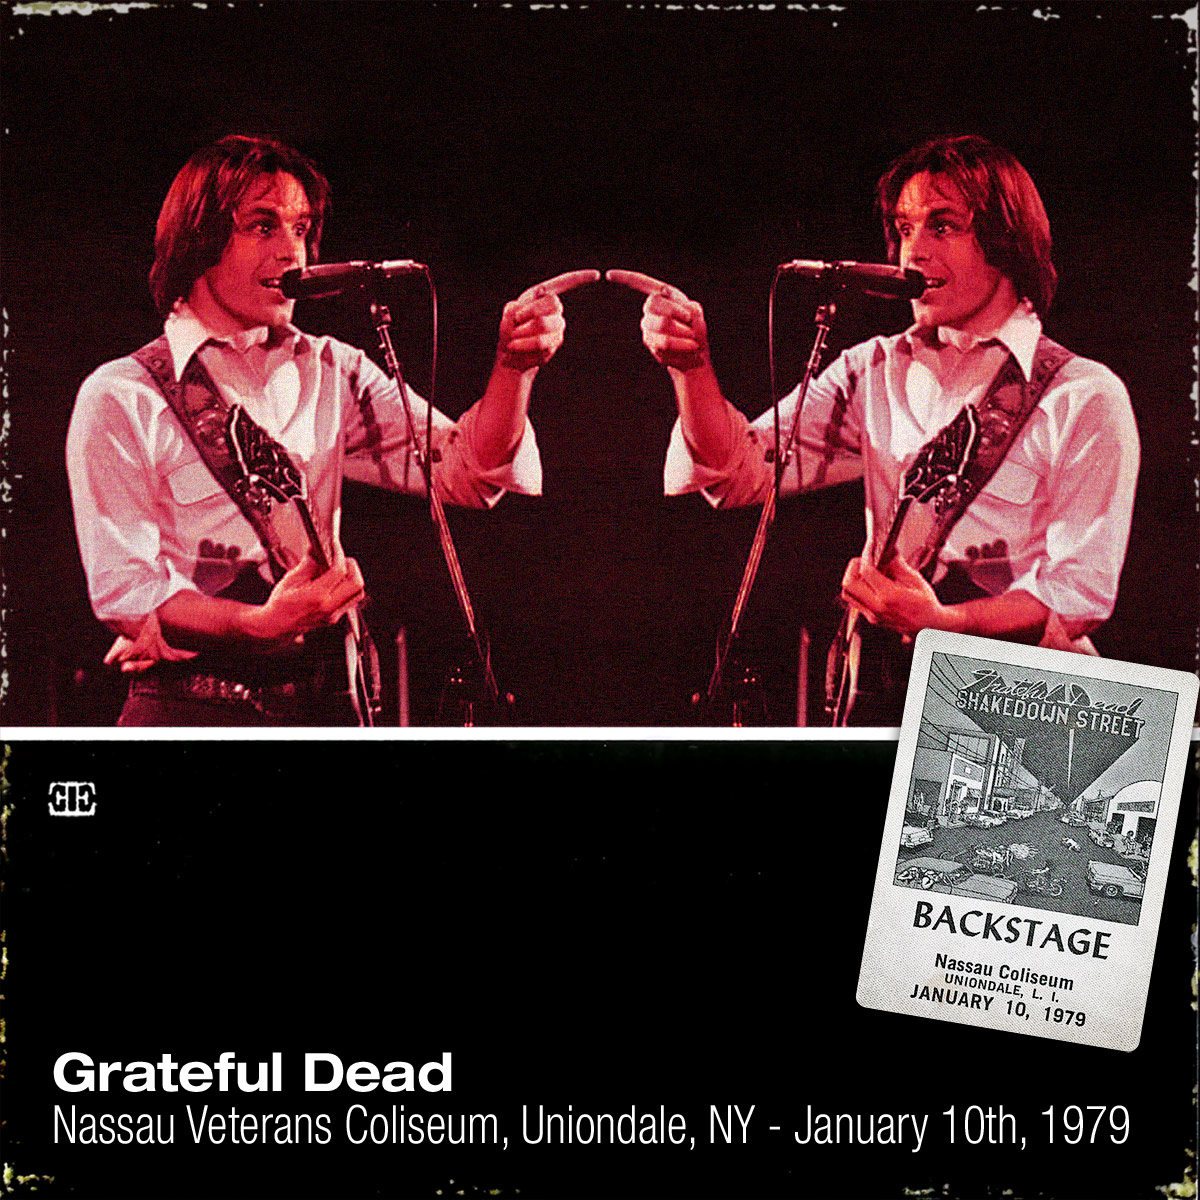 Grateful Dead
SHAKEDOWN STREET
BACKSTAGE
Nassau Coliseum
UNIONDALE, L. I.
JANUARY 10, 1979
Grateful Dead
Nassau Veterans Coliseum, Uniondale, NY - January 10th, 1979